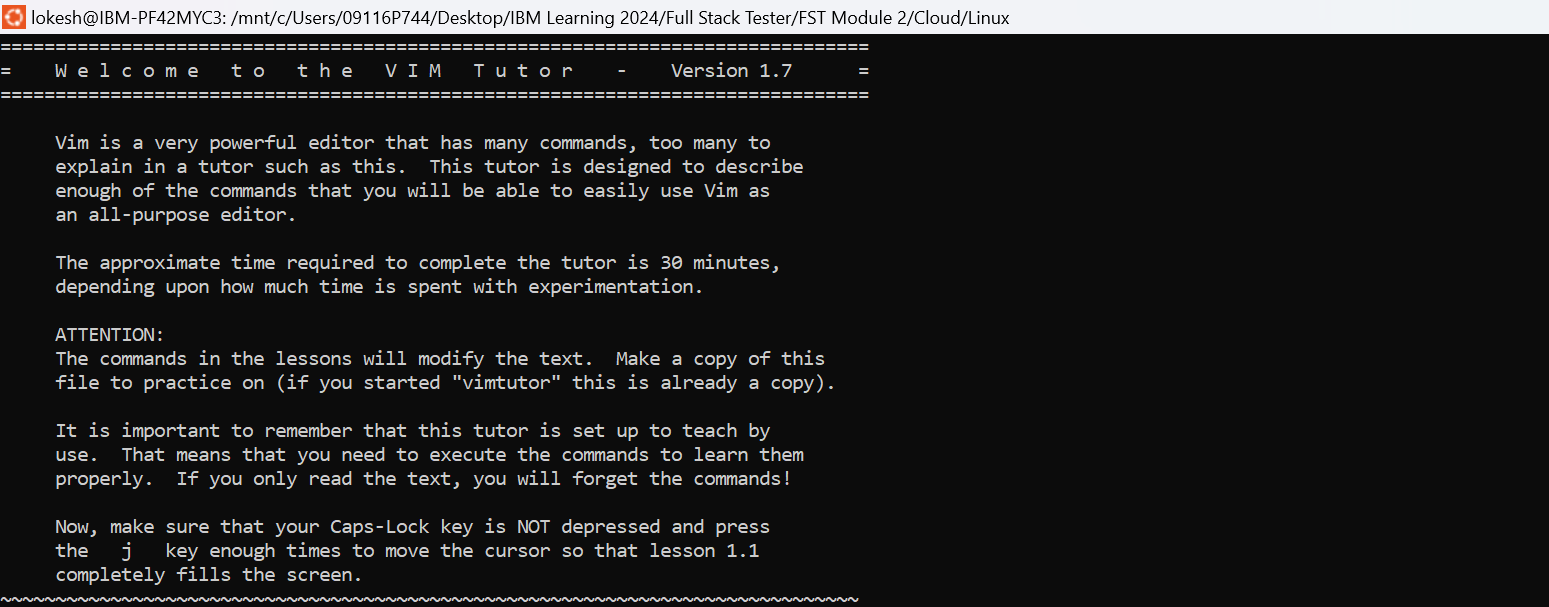 lokesh@IBM-PF42MYC3: /mnt/c/Users/09116P744/Desktop/IBM Learning 2024/Full Stack Tester/FST Module 2/Cloud/Linux
===============================================================================
=    W e l c o m e   t o   t h e   V I M   T u t o r    -    Version 1.7      =
===============================================================================

     Vim is a very powerful editor that has many commands, too many to
     explain in a tutor such as this.  This tutor is designed to describe
     enough of the commands that you will be able to easily use Vim as
     an all-purpose editor.

     The approximate time required to complete the tutor is 30 minutes,
     depending upon how much time is spent with experimentation.

     ATTENTION:
     The commands in the lessons will modify the text.  Make a copy of this
     file to practice on (if you started "vimtutor" this is already a copy).

     It is important to remember that this tutor is set up to teach by
     use.  That means that you need to execute the commands to learn them
     properly.  If you only read the text, you will forget the commands!

     Now, make sure that your Caps-Lock key is NOT depressed and press
     the   j   key enough times to move the cursor so that lesson 1.1
     completely fills the screen.
~~~~~~~~~~~~~~~~~~~~~~~~~~~~~~~~~~~~~~~~~~~~~~~~~~~~~~~~~~~~~~~~~~~~~~~~~~~~~~